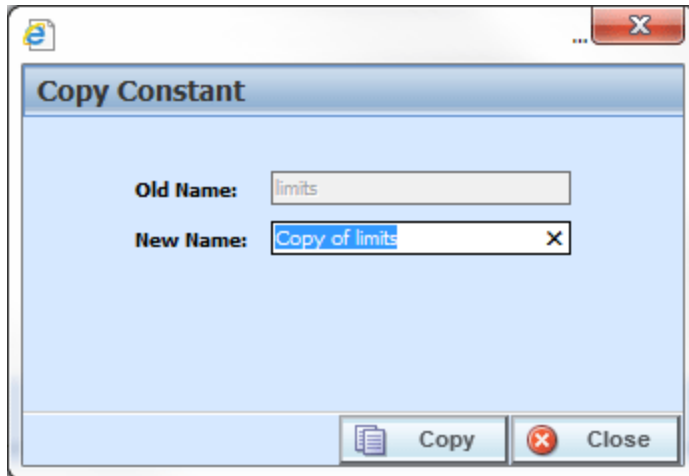 ...
Copy Constant
Old Name: limits
New Name: Copy of limits
Copy Close